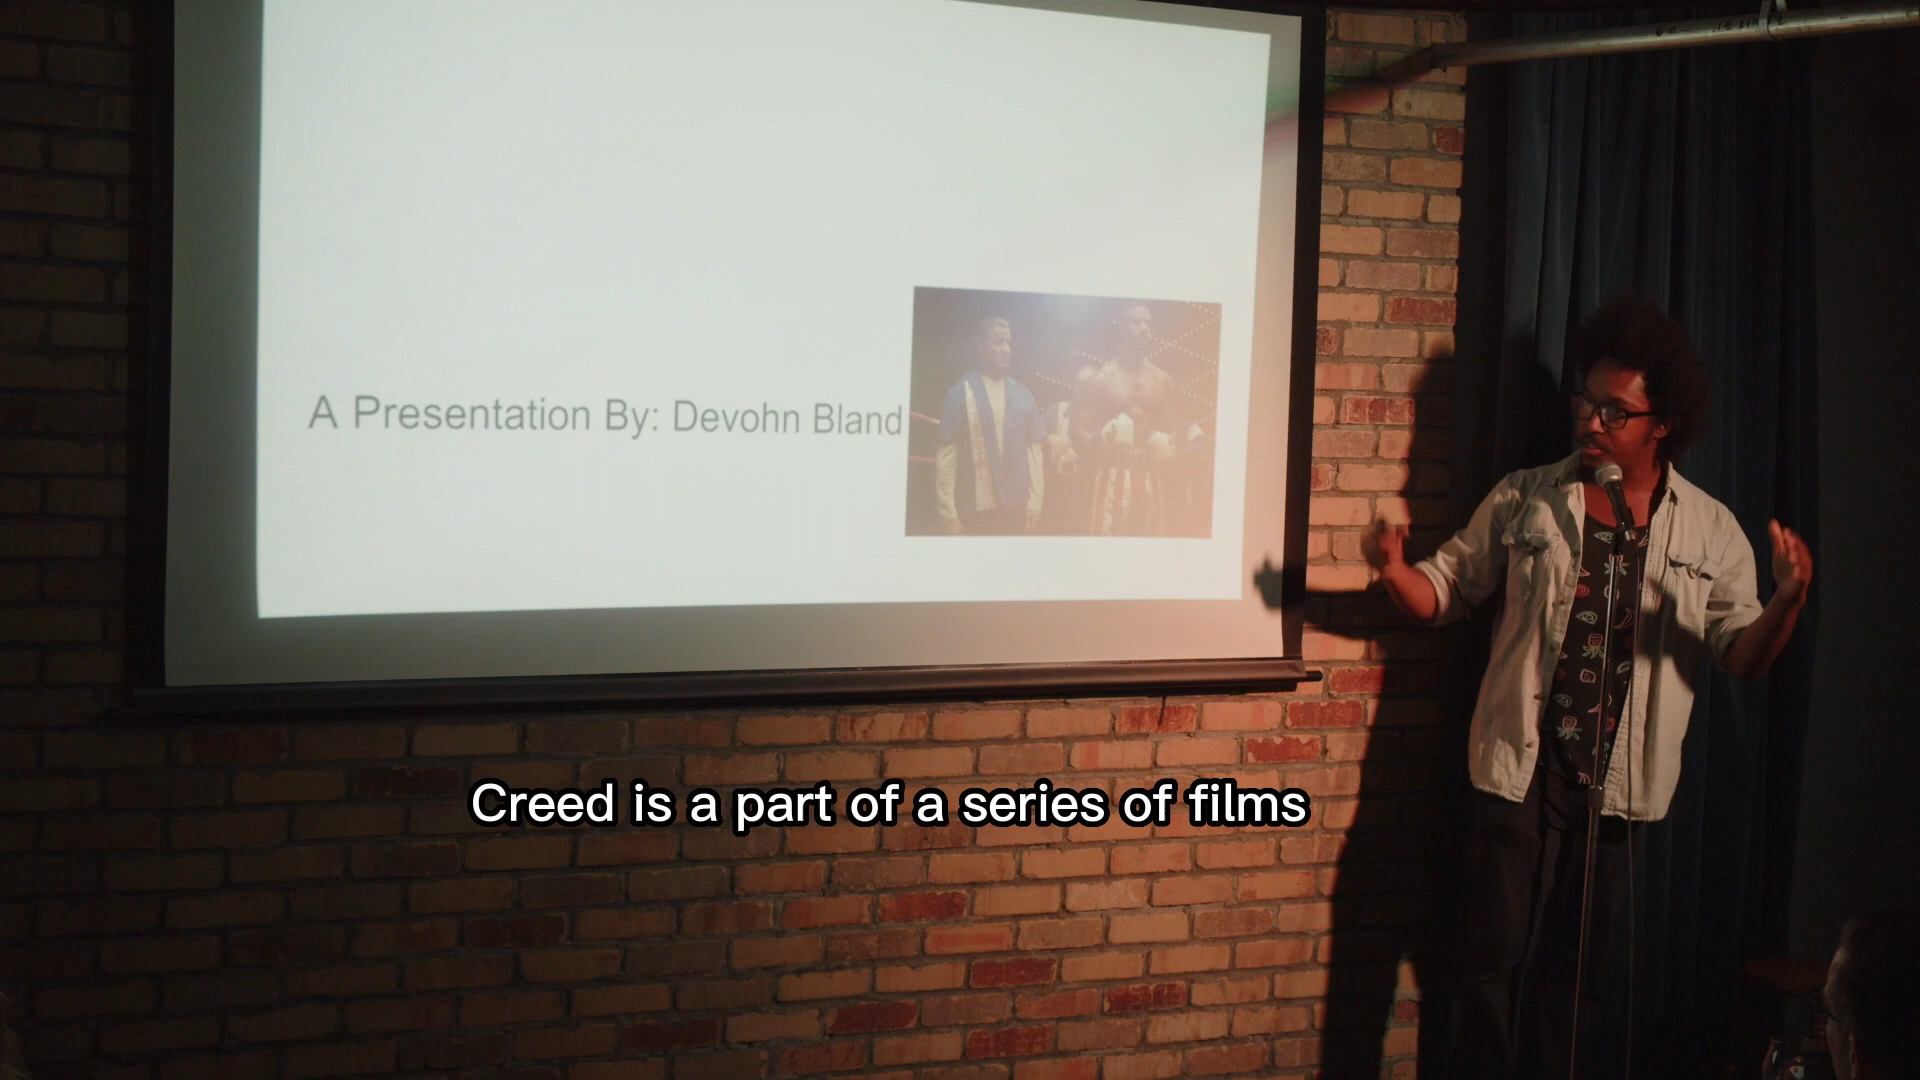 A Presentation By: Devohn Bland
Creed is a part of a series of films